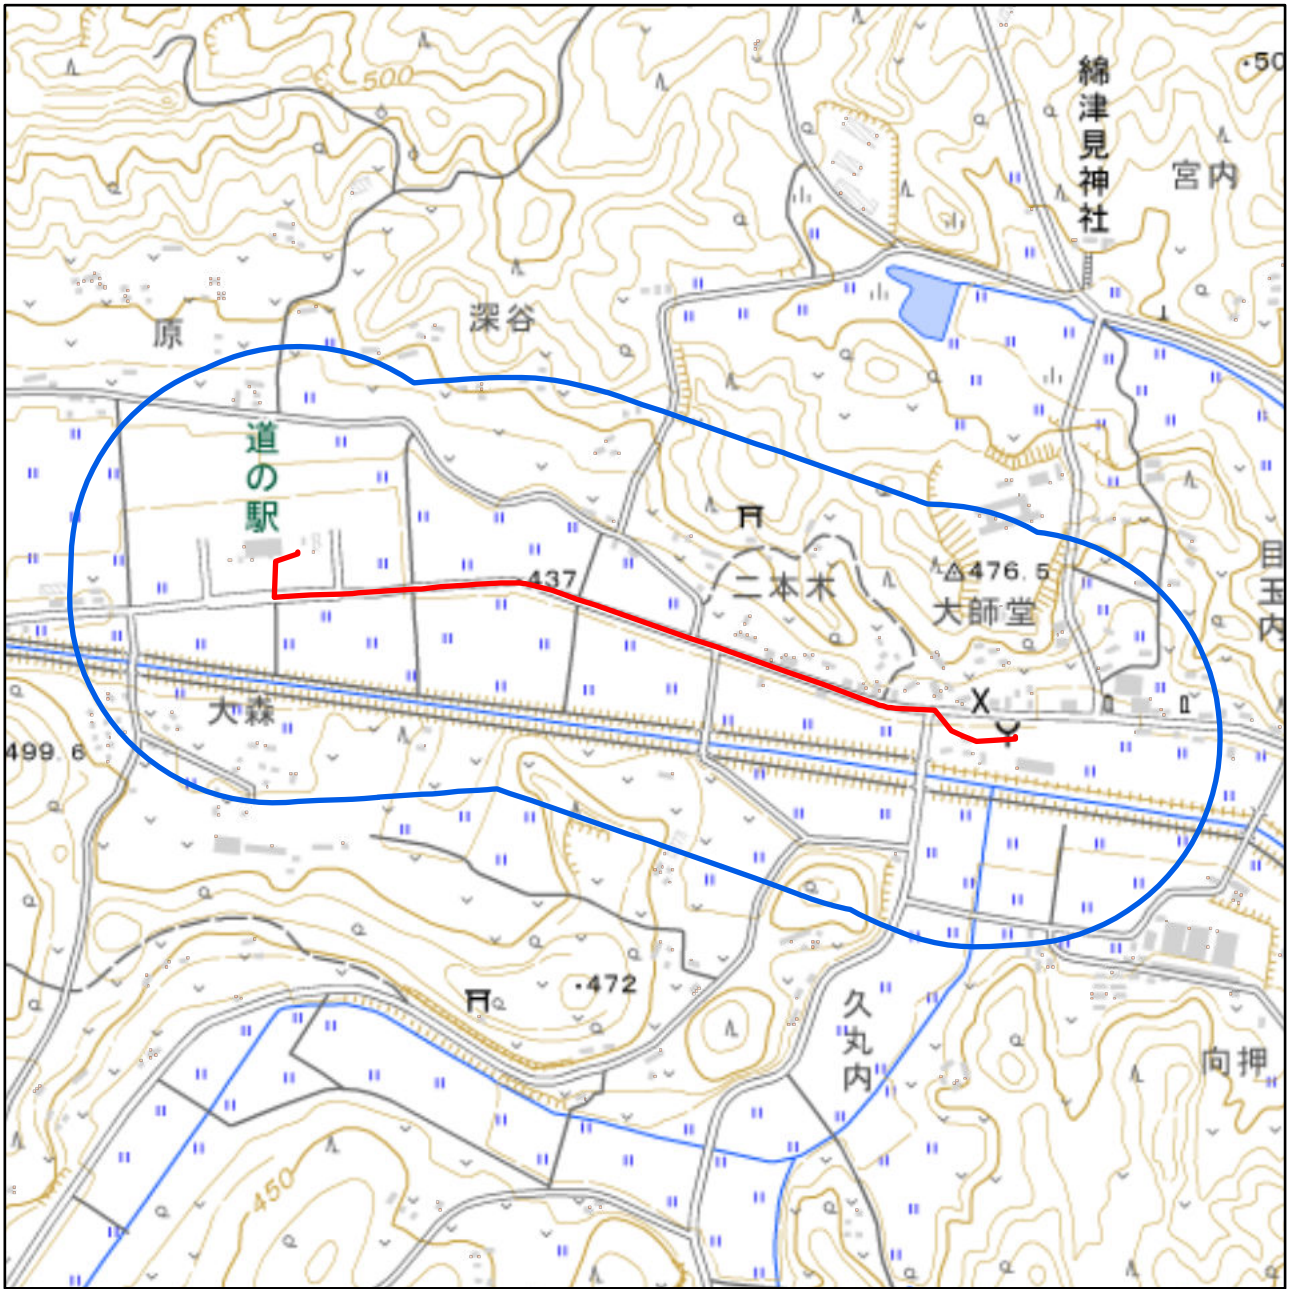 500
綿津見神社
・50
宮内
深谷
原
道の駅
437
二本木
476.5
大師堂
目玉内
大森
499.6
・472
久丸内
向押
450